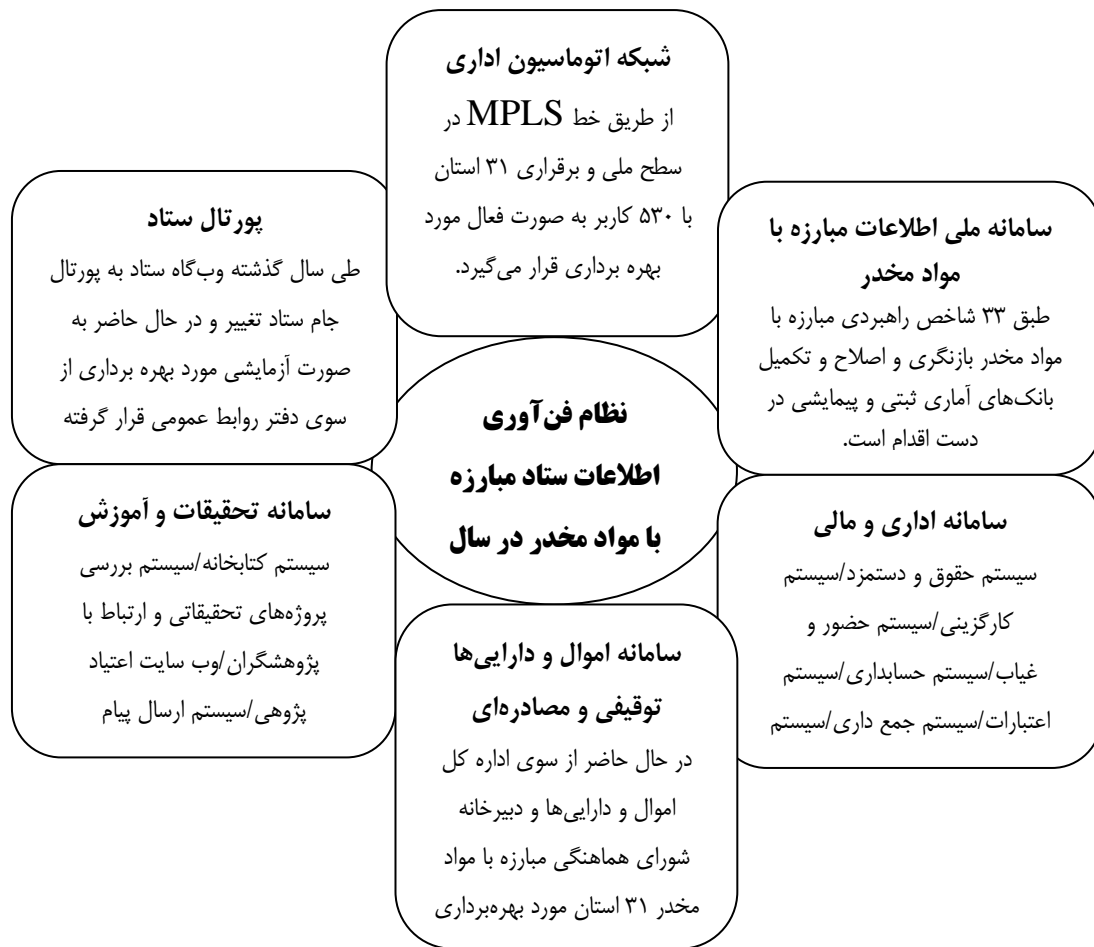 شبکه اتوماسیون اداری
از طریق خط MPLS در
سطح ملی و برقراری ۳۱ استان
با ۵۳۰ کاربر به صورت فعال مورد
بهره برداری قرار می‌گیرد.
سامانه ملی اطلاعات مبارزه با
مواد مخدر
طبق ۳۳ شاخص راهبردی مبارزه با
مواد مخدر بازنگری و اصلاح و تکمیل
بانک‌های آماری ثبتی و پیمایشی در
دست اقدام است.
پورتال ستاد
طی سال گذشته وب‌گاه ستاد به پورتال
جام ستاد تغییر و در حال حاضر به
صورت آزمایشی مورد بهره برداری از
سوی دفتر روابط عمومی قرار گرفته
نظام فن‌آوری
اطلاعات ستاد مبارزه
با مواد مخدر در سال
سامانه اداری و مالی
سیستم حقوق و دستمزد/سیستم
کارگزینی/سیستم حضور و
غیاب/سیستم حسابداری/سیستم
اعتبارات/سیستم جمع داری/سیستم
سامانه تحقیقات و آموزش
سیستم کتابخانه/سیستم بررسی
پروژه‌های تحقیقاتی و ارتباط با
پژوهشگران/وب سایت اعتیاد
پژوهی/سیستم ارسال پیام
سامانه اموال و دارایی‌ها
توقیفی و مصادره‌ای
در حال حاضر از سوی اداره کل
اموال و دارایی‌ها و دبیرخانه
شورای هماهنگی مبارزه با مواد
مخدر ۳۱ استان مورد بهره‌برداری